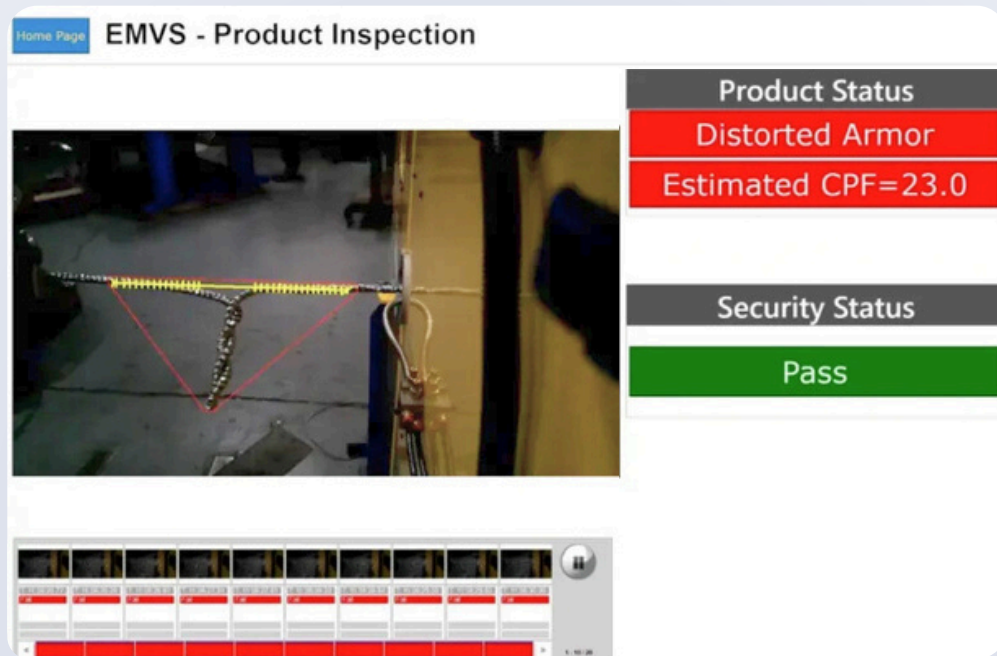 Home Page
EMVS - Product Inspection
Product Status
Distorted Armor
Estimated CPF=23.0
Security Status
Pass